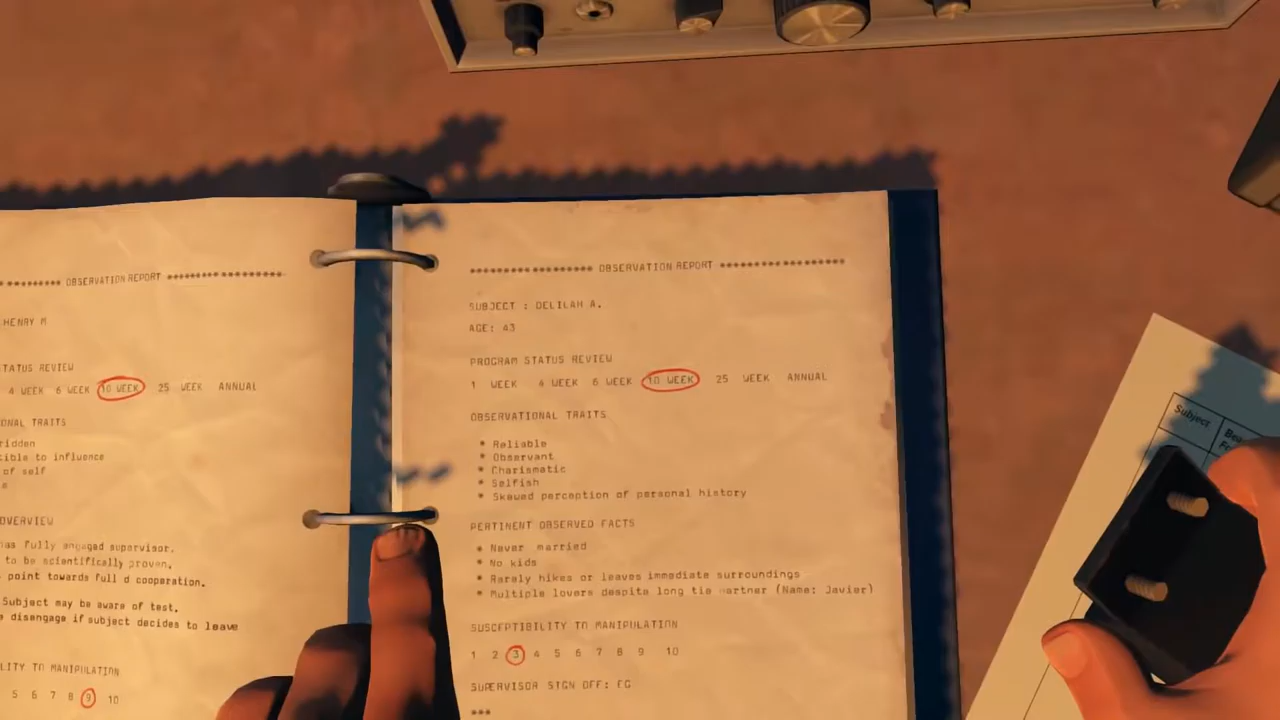 ******** OBSERVATION REPORT ****************
HENRY M
STATUS REVIEW
4 WEEK 6 WEEK 10 WEEK 25 WEEK ANNUAL
ONAL TRAITS
ridden
tible to influence
of self
s
OVERVIEW
has fully engaged supervisor.
to be scientifically proven.
point towards full d cooperation.
Subject may be aware of test.
e disengage if subject decides to leave
LITY TO MANIPULATION
5 6 7 8 9 10
***************** OBSERVATION REPORT *****************
SUBJECT : DELILAH A.
AGE: 43
PROGRAM STATUS REVIEW
1 WEEK 4 WEEK 6 WEEK 10 WEEK 25 WEEK ANNUAL
OBSERVATIONAL TRAITS
* Reliable
* Observant
* Charismatic
* Selfish
* Skewed perception of personal history
PERTINENT OBSERVED FACTS
* Never married
* No kids
* Rarely hikes or leaves immediate surroundings
* Multiple lovers despite long tie partner (Name: Javier)
SUSCEPTIBILITY TO MANIPULATION
1 2 3 4 5 6 7 8 9 10
SUPERVISOR SIGN OFF: FG
***
Subject